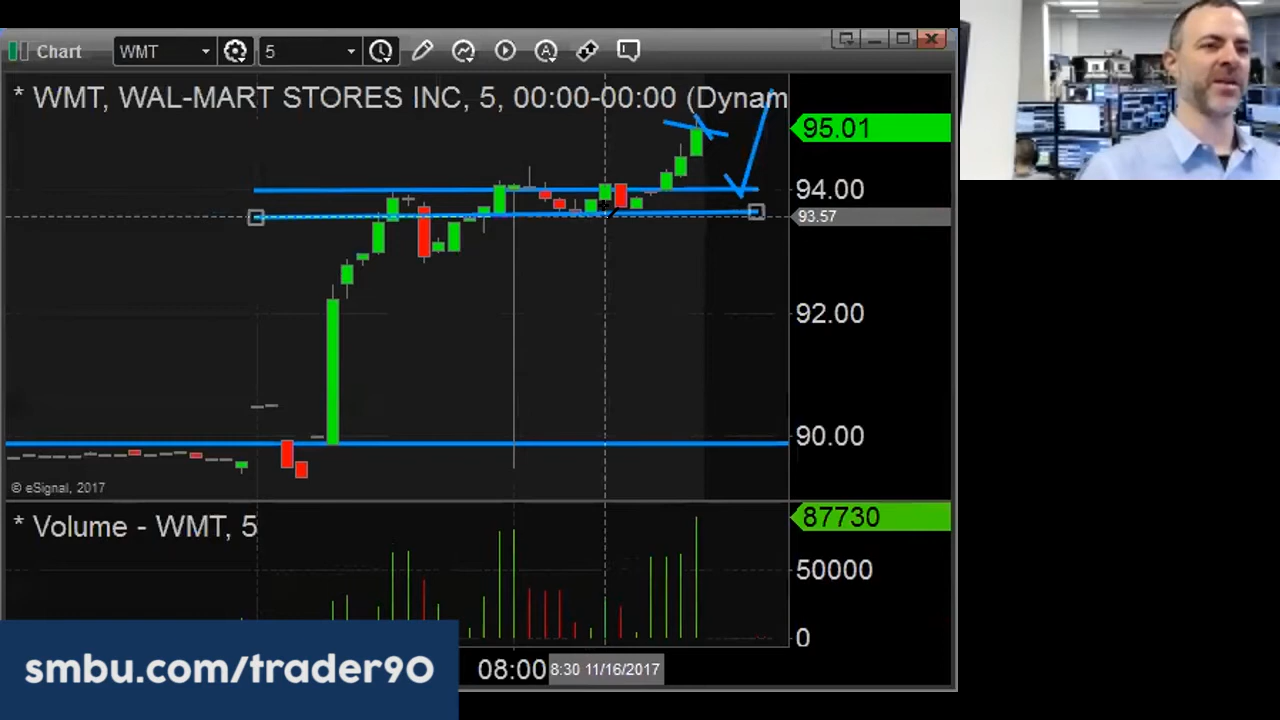 Chart WMT 5
* WMT, WAL-MART STORES INC, 5, 00:00-00:00 (Dynam
95.01
94.00
93.57
92.00
90.00
© eSignal, 2017
* Volume - WMT, 5
87730
50000
0
08:00 8:30 11/16/2017
smbu.com/trader90